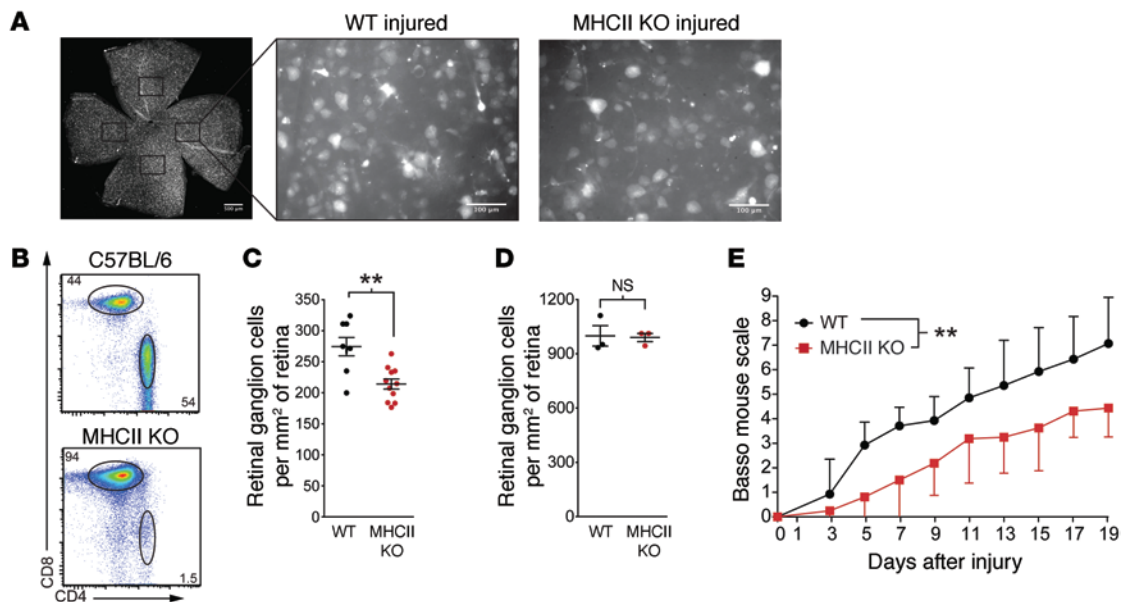 A
WT injured
MHCII KO injured
100 μm
100 μm
B
C57BL/6
44
54
MHCII KO
94
1.5
CD8
CD4
C
**
Retinal ganglion cells
per mm² of retina
350
300
250
200
150
100
50
0
WT
MHCII
KO
D
NS
Retinal ganglion cells
per mm² of retina
1200
900
600
300
0
WT
MHCII
KO
E
WT
MHCII KO
**
Basso mouse scale
9
8
7
6
5
4
3
2
1
0
0 1 3 5 7 9 11 13 15 17 19
Days after injury